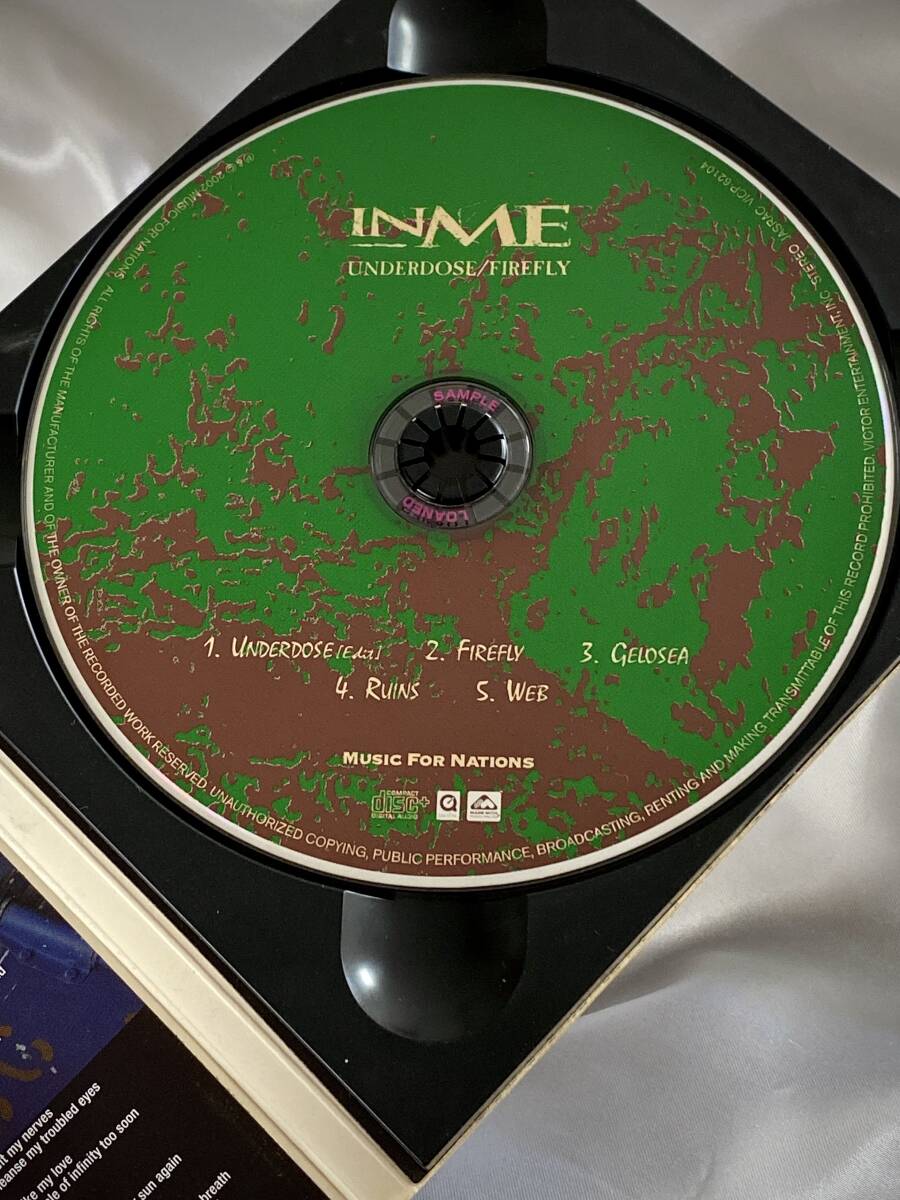 INME
UNDERDOSE/FIREFLY
SAMPLE
LOANED
1. UNDERDOSE [Edit] 2. FIREFLY 3. GELOSEA
4. RUINS 5. WEB
MUSIC FOR NATIONS
COMPACT
disc+
DIGITAL AUDIO
℗ © 2002 MUSIC FOR NATIONS ALL RIGHTS OF THE MANUFACTURER AND OF THE OWNER OF THE RECORDED WORK RESERVED. UNAUTHORIZED COPYING, PUBLIC PERFORMANCE, BROADCASTING, RENTING AND MAKING TRANSMITTABLE OF THIS RECORD PROHIBITED. VICTOR ENTERTAINMENT, INC. STEREO JASRAC VICP 62104
my nerves
eanse my troubled eyes
ke my love
le of infinity too soon
sun again
breath